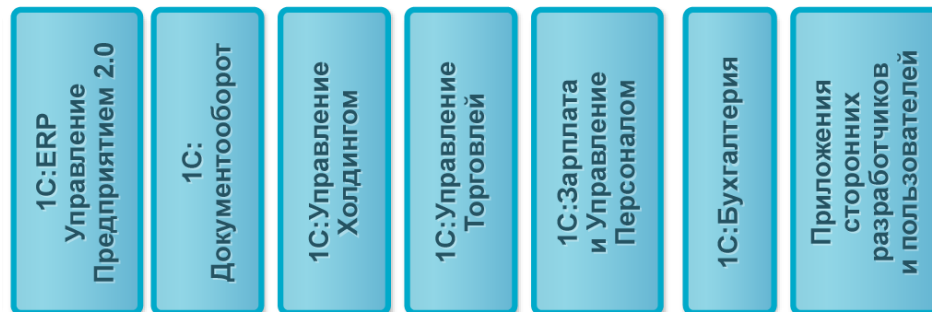 1С:ERP
Управление
Предприятием 2.0
1С:
Документооборот
1С:Управление
Холдингом
1С:Управление
Торговлей
1С:Зарплата
и Управление
Персоналом
1С:Бухгалтерия
Приложения
сторонних
разработчиков
и пользователей